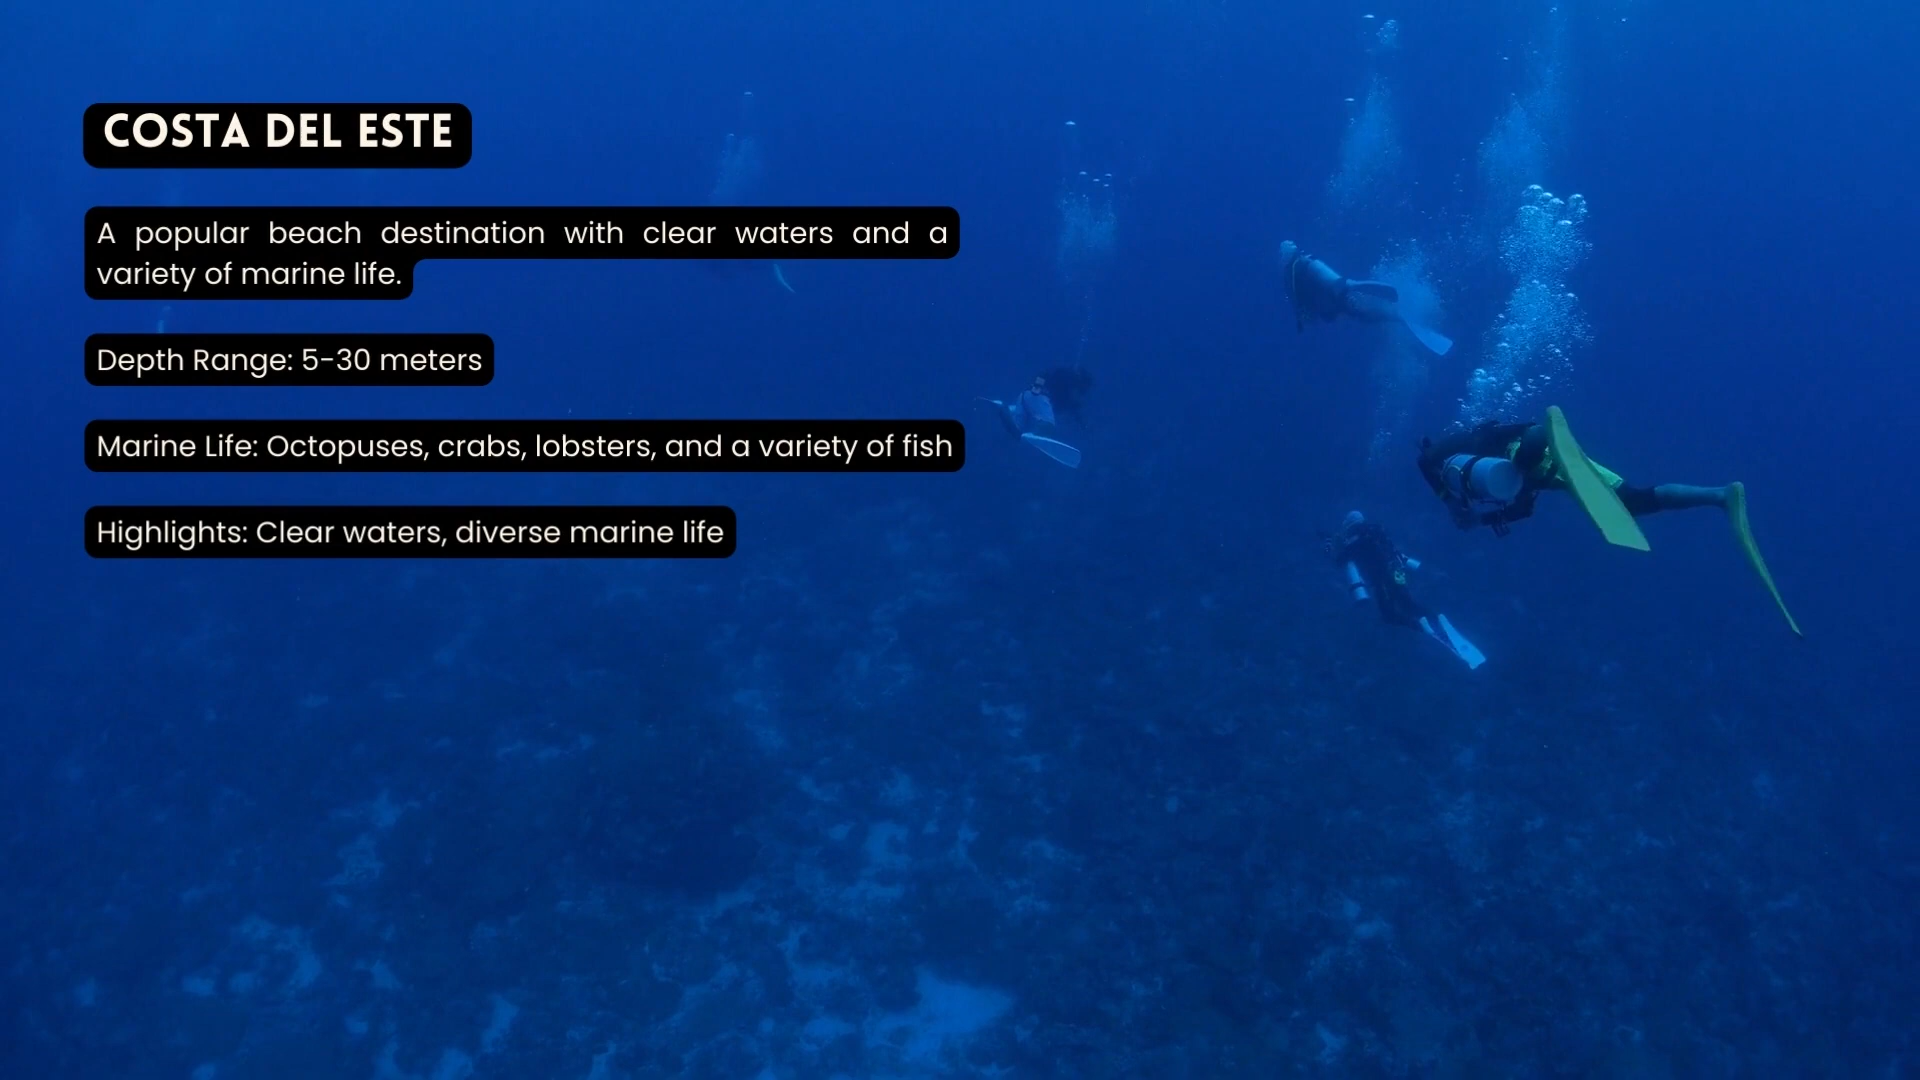 COSTA DEL ESTE
A popular beach destination with clear waters and a
variety of marine life.
Depth Range: 5-30 meters
Marine Life: Octopuses, crabs, lobsters, and a variety of fish
Highlights: Clear waters, diverse marine life